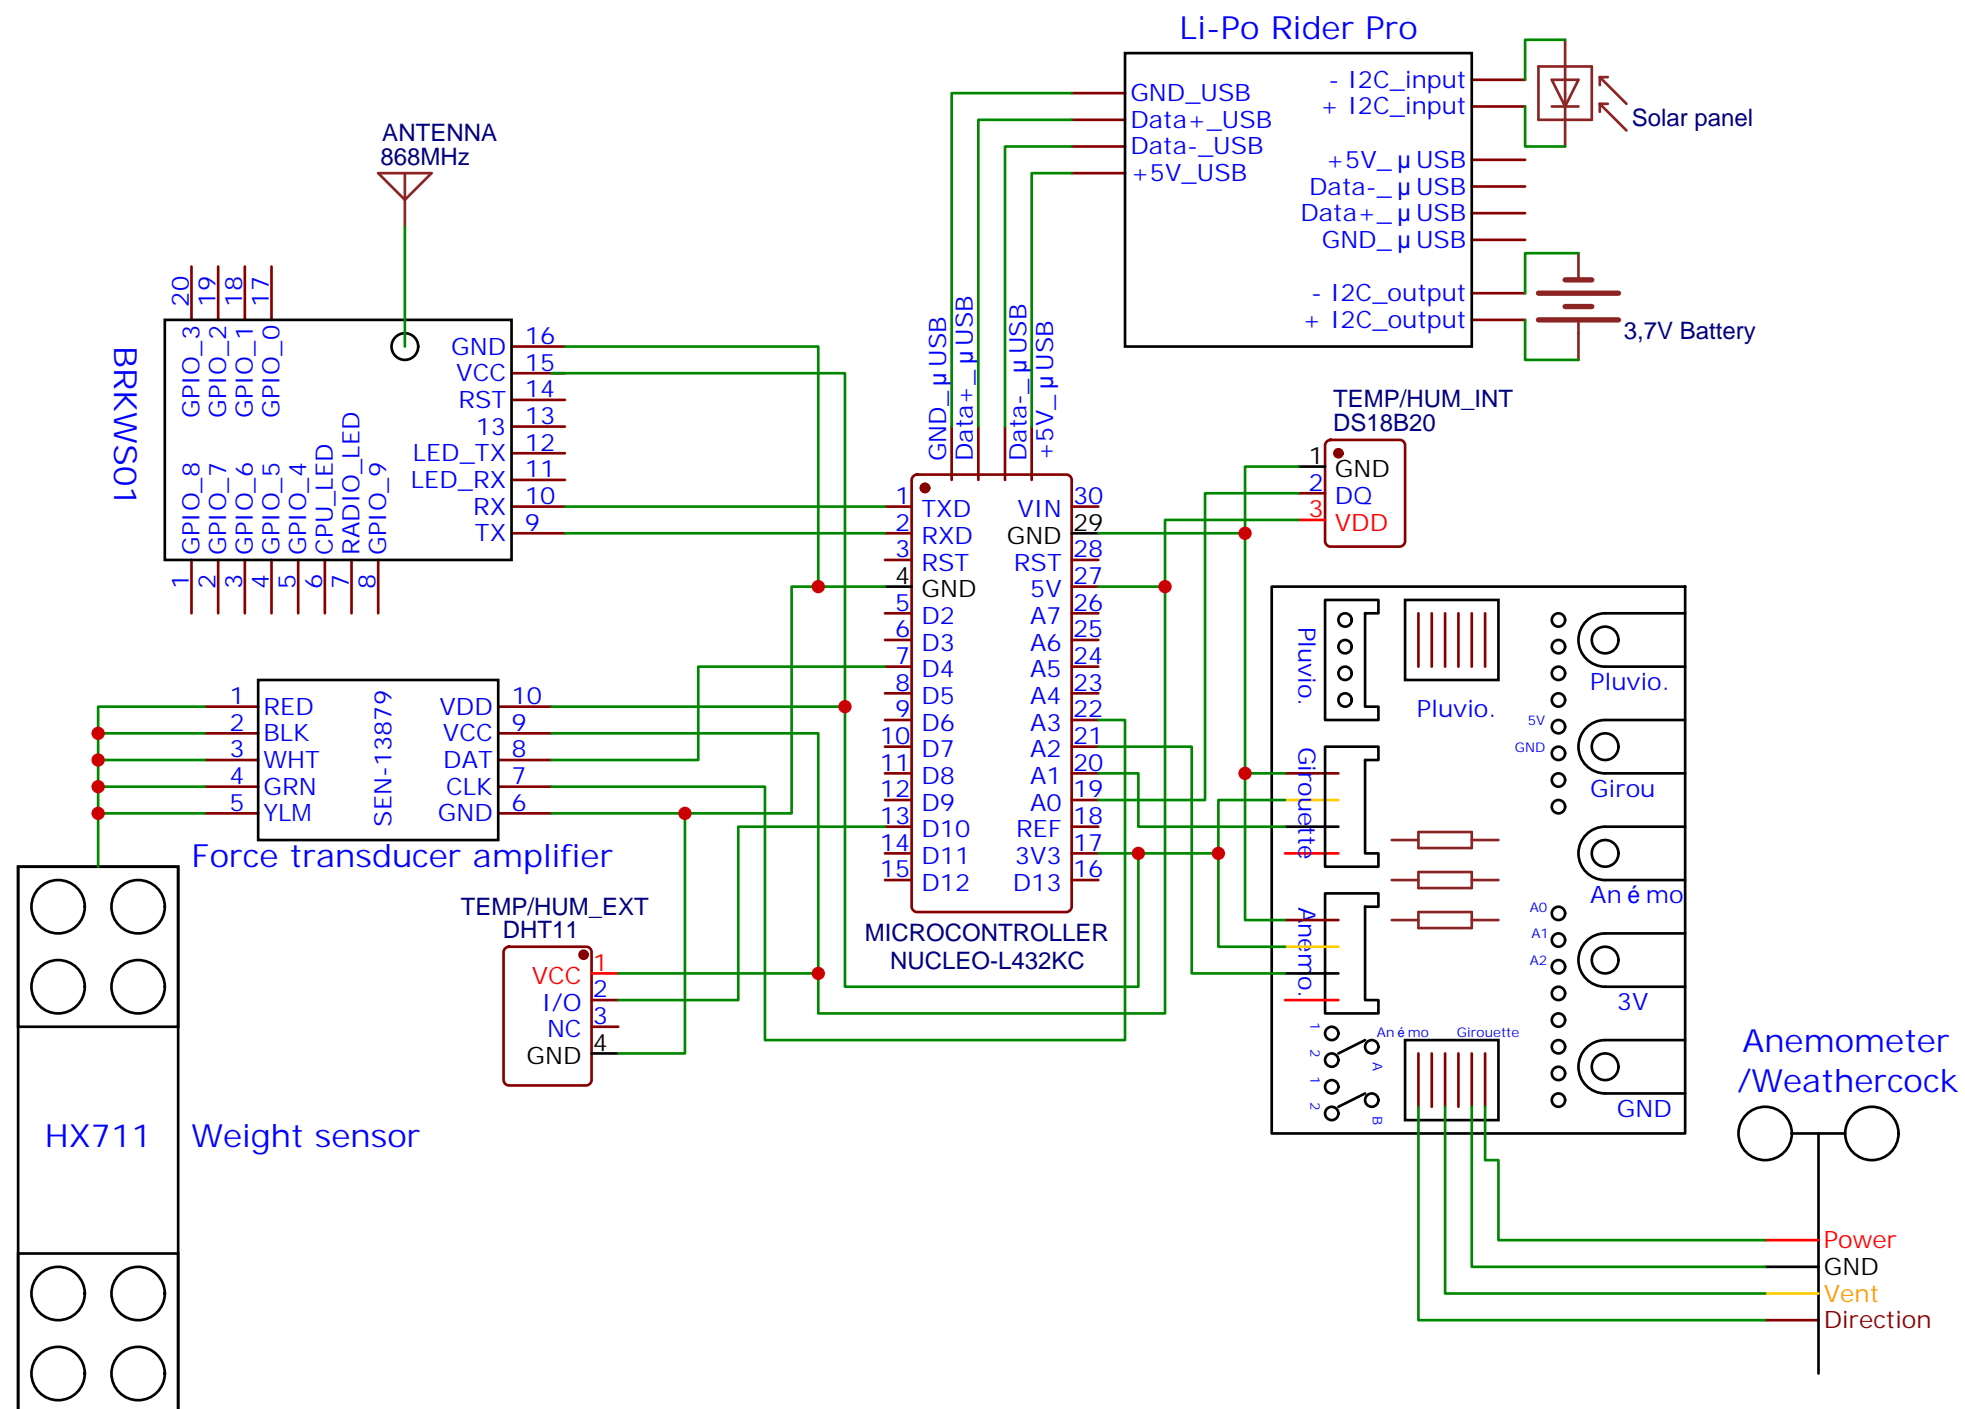 Li-Po Rider Pro
GND_USB
Data+_USB
Data-_USB
+5V_USB
- I2C_input
+ I2C_input
+5V_µUSB
Data-_µUSB
Data+_µUSB
GND_µUSB
- I2C_output
+ I2C_output
Solar panel
3,7V Battery
ANTENNA
868MHz
BRKWS01
20
19
18
17
GPIO_3
GPIO_2
GPIO_1
GPIO_0
GND
VCC
RST
13
LED_TX
LED_RX
RX
TX
16
15
14
13
12
11
10
9
GPIO_8
GPIO_7
GPIO_6
GPIO_5
GPIO_4
CPU_LED
RADIO_LED
GPIO_9
1
2
3
4
5
6
7
8
GND_µUSB
Data+_µUSB
Data-_µUSB
+5V_µUSB
1
2
3
4
5
6
7
8
9
10
11
12
13
14
15
TXD
RXD
RST
GND
D2
D3
D4
D5
D6
D7
D8
D9
D10
D11
D12
VIN
GND
RST
5V
A7
A6
A5
A4
A3
A2
A1
A0
REF
3V3
D13
30
29
28
27
26
25
24
23
22
21
20
19
18
17
16
MICROCONTROLLER
NUCLEO-L432KC
TEMP/HUM_INT
DS18B20
1
2
3
GND
DQ
VDD
1
2
3
4
5
RED
BLK
WHT
GRN
YLM
SEN-13879
VDD
VCC
DAT
CLK
GND
10
9
8
7
6
Force transducer amplifier
TEMP/HUM_EXT
DHT11
VCC
I/O
NC
GND
1
2
3
4
HX711
Weight sensor
Pluvio.
Pluvio.
Pluvio.
5V
GND
Girou
Girouette
Anémo
Anemo.
A0
A1
A2
3V
GND
1
2
1
2
A
B
Anémo
Girouette
Anemometer
/Weathercock
Power
GND
Vent
Direction